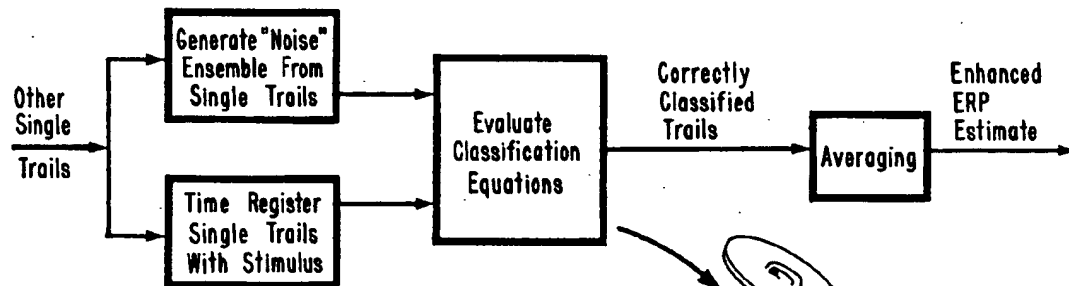 Other
Single
Trails
Generate "Noise"
Ensemble From
Single Trails
Time Register
Single Trails
With Stimulus
Evaluate
Classification
Equations
Correctly
Classified
Trails
Averaging
Enhanced
ERP
Estimate